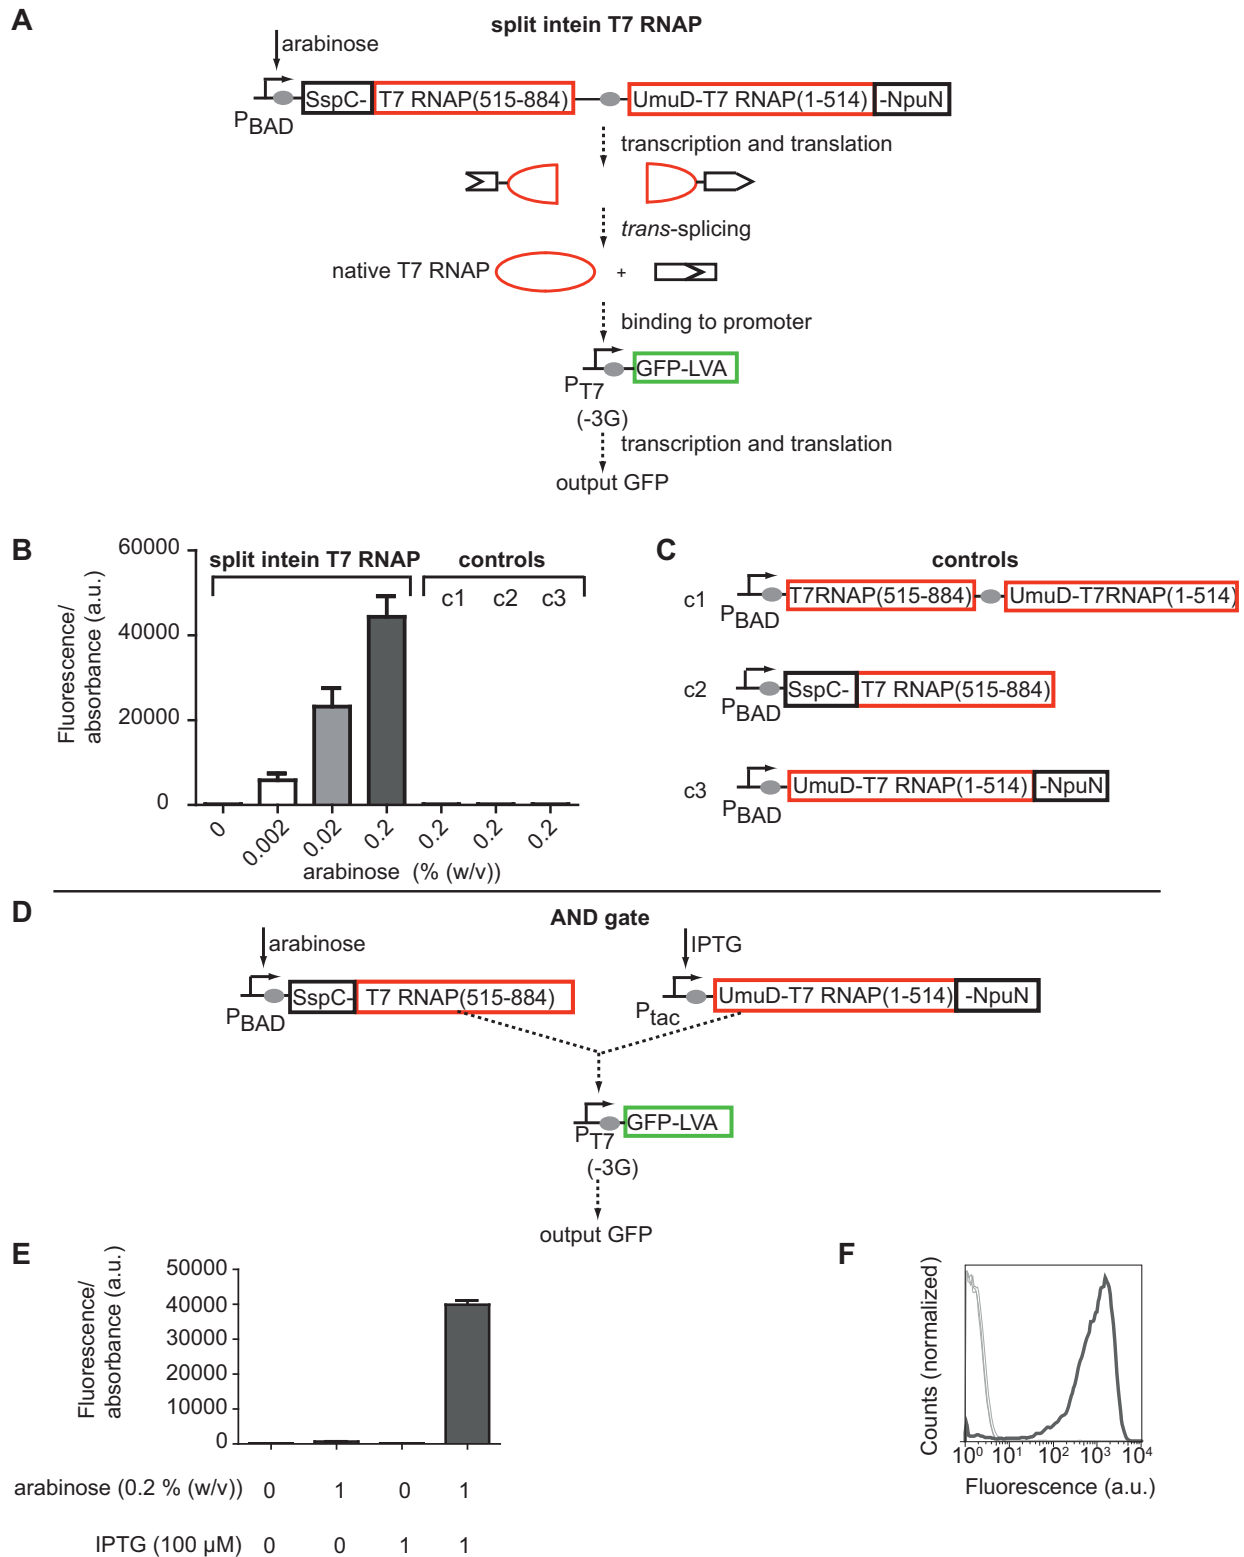 A
split intein T7 RNAP
arabinose
PBAD
SspC-
T7 RNAP(515-884)
UmuD-T7 RNAP(1-514)
-NpuN
transcription and translation
trans-splicing
native T7 RNAP
+
binding to promoter
PT7
GFP-LVA
(-3G)
transcription and translation
output GFP
B
Fluorescence/
absorbance (a.u.)
60000
40000
20000
0
split intein T7 RNAP
controls
c1 c2 c3
0 0.002 0.02 0.2 0.2 0.2 0.2
arabinose (% (w/v))
C
controls
c1
PBAD
T7RNAP(515-884)
UmuD-T7RNAP(1-514)
c2
PBAD
SspC-
T7 RNAP(515-884)
c3
PBAD
UmuD-T7 RNAP(1-514)
-NpuN
D
AND gate
arabinose
PBAD
SspC-
T7 RNAP(515-884)
IPTG
Ptac
UmuD-T7 RNAP(1-514)
-NpuN
PT7
GFP-LVA
(-3G)
output GFP
E
Fluorescence/
absorbance (a.u.)
50000
40000
30000
20000
10000
0
arabinose (0.2 % (w/v)) 0 1 0 1
IPTG (100 µM) 0 0 1 1
F
Counts (normalized)
10⁰ 10¹ 10² 10³ 10⁴
Fluorescence (a.u.)